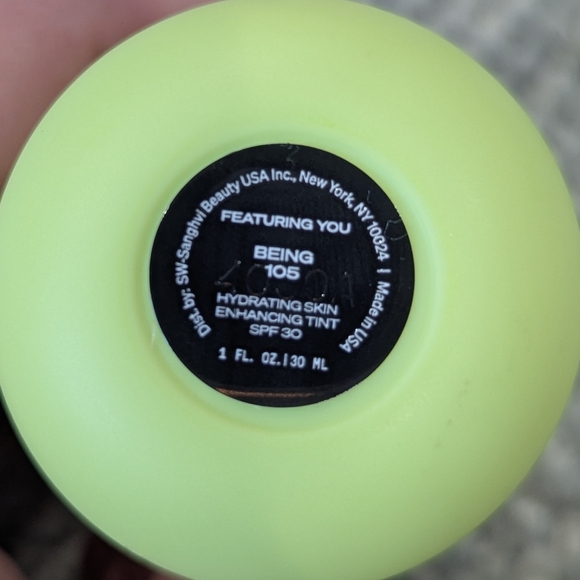 Dist. by: SW-Sanghvi Beauty USA Inc., New York, NY 10024 | Made in USA
FEATURING YOU
BEING
105
HYDRATING SKIN
ENHANCING TINT
SPF 30
1 FL. OZ.|30 ML